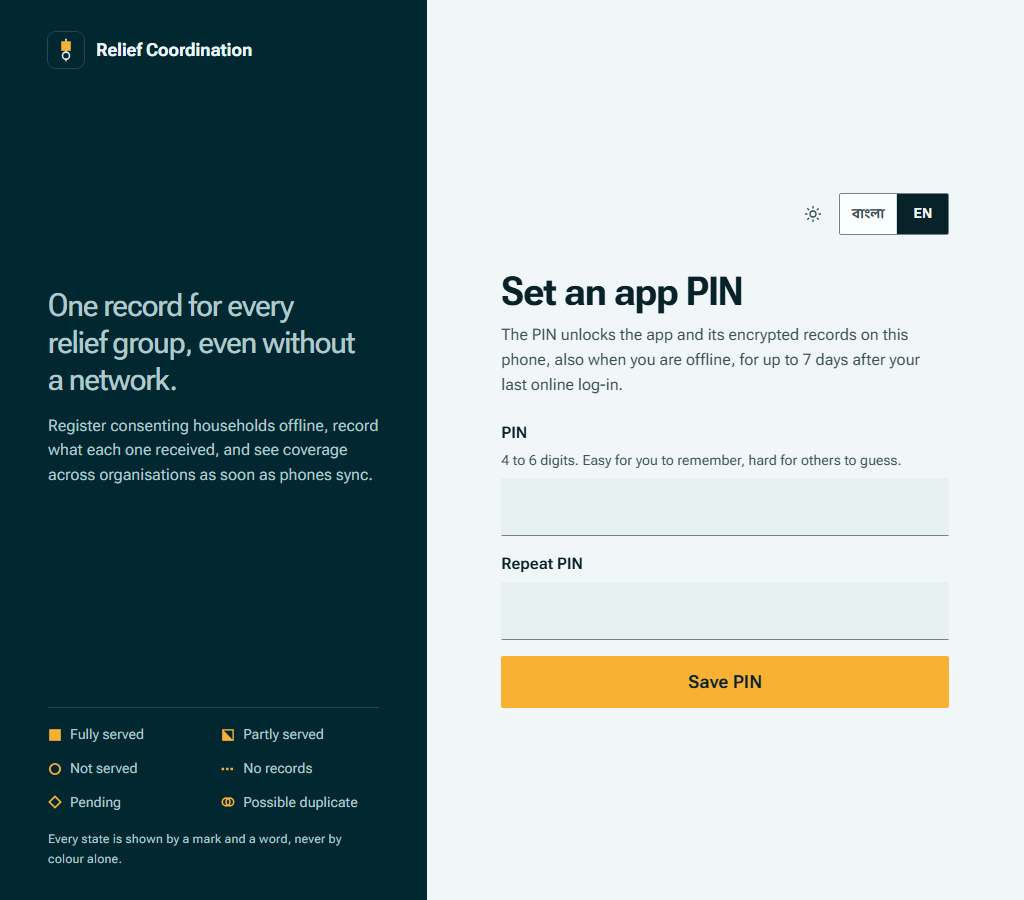 Relief Coordination
One record for every
relief group, even without
a network.
Register consenting households offline, record
what each one received, and see coverage
across organisations as soon as phones sync.
Fully served
Partly served
Not served
No records
Pending
Possible duplicate
Every state is shown by a mark and a word, never by
colour alone.
বাংলা
EN
Set an app PIN
The PIN unlocks the app and its encrypted records on this
phone, also when you are offline, for up to 7 days after your
last online log-in.
PIN
4 to 6 digits. Easy for you to remember, hard for others to guess.
Repeat PIN
Save PIN